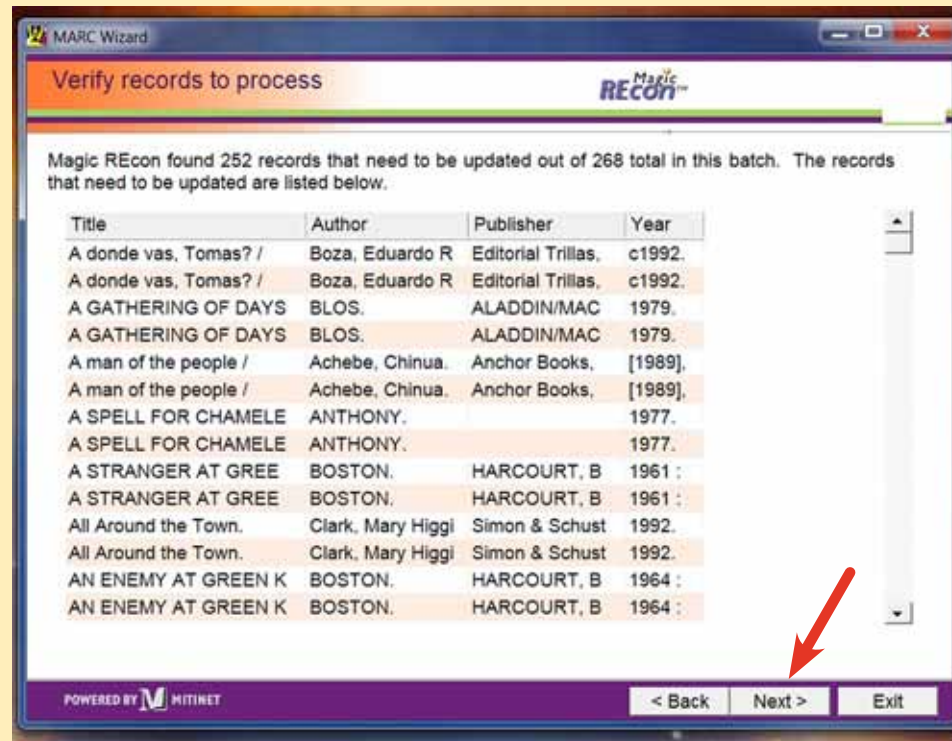 MARC Wizard
Verify records to process
Magic
REcon™
Magic REcon found 252 records that need to be updated out of 268 total in this batch. The records
that need to be updated are listed below.
Title Author Publisher Year
A donde vas, Tomas? / Boza, Eduardo R Editorial Trillas, c1992.
A donde vas, Tomas? / Boza, Eduardo R Editorial Trillas, c1992.
A GATHERING OF DAYS BLOS. ALADDIN/MAC 1979.
A GATHERING OF DAYS BLOS. ALADDIN/MAC 1979.
A man of the people / Achebe, Chinua. Anchor Books, [1989],
A man of the people / Achebe, Chinua. Anchor Books, [1989],
A SPELL FOR CHAMELE ANTHONY. 1977.
A SPELL FOR CHAMELE ANTHONY. 1977.
A STRANGER AT GREE BOSTON. HARCOURT, B 1961 :
A STRANGER AT GREE BOSTON. HARCOURT, B 1961 :
All Around the Town. Clark, Mary Higgi Simon & Schust 1992.
All Around the Town. Clark, Mary Higgi Simon & Schust 1992.
AN ENEMY AT GREEN K BOSTON. HARCOURT, B 1964 :
AN ENEMY AT GREEN K BOSTON. HARCOURT, B 1964 :
POWERED BY M MITINET
< Back Next > Exit